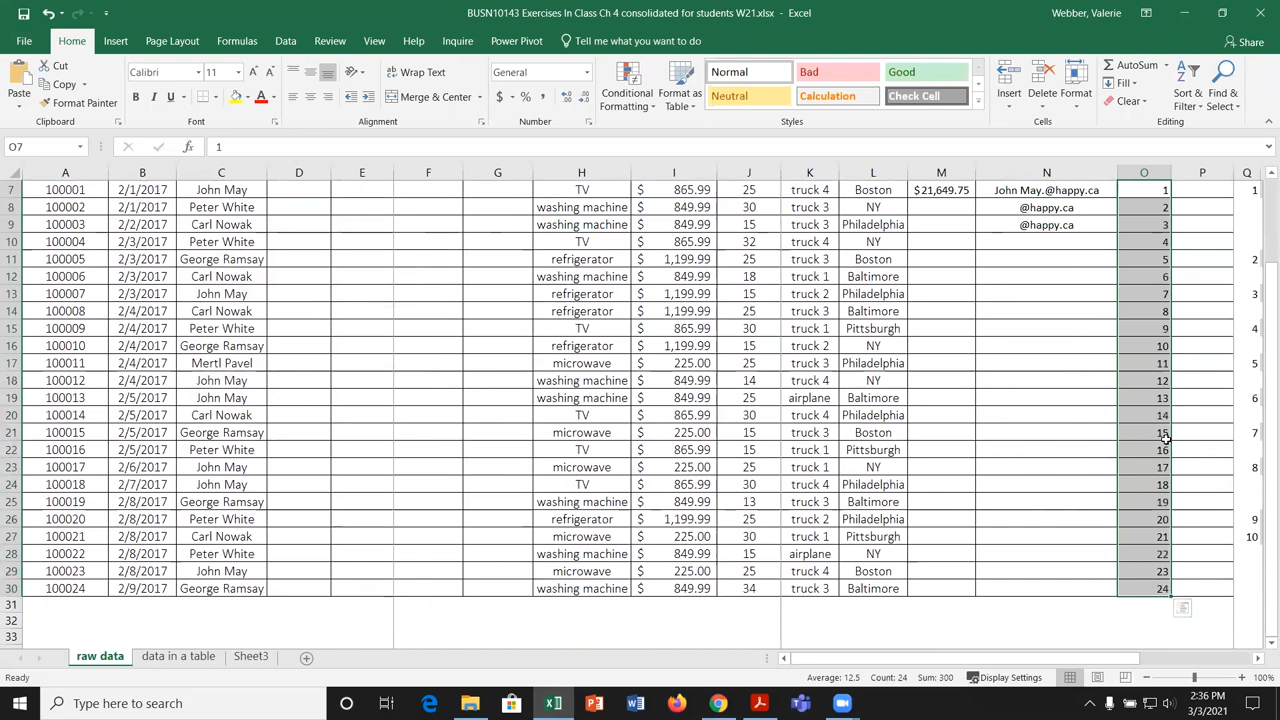 BUSN10143 Exercises In Class Ch 4 consolidated for students W21.xlsx - Excel
Webber, Valerie
File Home Insert Page Layout Formulas Data Review View Help Inquire Power Pivot Tell me what you want to do Share
Cut
Copy
Format Painter
Paste
Clipboard
Calibri 11
B I U
Font
Wrap Text
Merge & Center
Alignment
General
$ % ,
Number
Conditional Formatting
Format as Table
Normal Bad Good
Neutral Calculation Check Cell
Styles
Insert Delete Format
Cells
AutoSum
Fill
Clear
Sort & Filter
Find & Select
Editing
O7 fx 1
A B C D E F G H I J K L M N O P Q
7 100001 2/1/2017 John May TV $ 865.99 25 truck 4 Boston $21,649.75 John May.@happy.ca 1 1
8 100002 2/1/2017 Peter White washing machine $ 849.99 30 truck 3 NY @happy.ca 2
9 100003 2/2/2017 Carl Nowak washing machine $ 849.99 15 truck 3 Philadelphia @happy.ca 3
10 100004 2/3/2017 Peter White TV $ 865.99 32 truck 4 NY 4
11 100005 2/3/2017 George Ramsay refrigerator $ 1,199.99 25 truck 3 Boston 5 2
12 100006 2/3/2017 Carl Nowak washing machine $ 849.99 18 truck 1 Baltimore 6
13 100007 2/3/2017 John May refrigerator $ 1,199.99 15 truck 2 Philadelphia 7 3
14 100008 2/4/2017 Carl Nowak refrigerator $ 1,199.99 25 truck 3 Baltimore 8
15 100009 2/4/2017 Peter White TV $ 865.99 30 truck 1 Pittsburgh 9 4
16 100010 2/4/2017 George Ramsay refrigerator $ 1,199.99 15 truck 2 NY 10
17 100011 2/4/2017 Mertl Pavel microwave $ 225.00 25 truck 3 Philadelphia 11 5
18 100012 2/4/2017 John May washing machine $ 849.99 14 truck 4 NY 12
19 100013 2/5/2017 John May washing machine $ 849.99 25 airplane Baltimore 13 6
20 100014 2/5/2017 Carl Nowak TV $ 865.99 30 truck 4 Philadelphia 14
21 100015 2/5/2017 George Ramsay microwave $ 225.00 15 truck 3 Boston 15 7
22 100016 2/5/2017 Peter White TV $ 865.99 15 truck 1 Pittsburgh 16
23 100017 2/6/2017 John May microwave $ 225.00 25 truck 1 NY 17 8
24 100018 2/7/2017 John May TV $ 865.99 30 truck 4 Philadelphia 18
25 100019 2/8/2017 George Ramsay washing machine $ 849.99 13 truck 3 Baltimore 19
26 100020 2/8/2017 Peter White refrigerator $ 1,199.99 25 truck 2 Philadelphia 20 9
27 100021 2/8/2017 Carl Nowak microwave $ 225.00 30 truck 1 Pittsburgh 21 10
28 100022 2/8/2017 Peter White washing machine $ 849.99 15 airplane NY 22
29 100023 2/8/2017 John May microwave $ 225.00 25 truck 4 Boston 23
30 100024 2/9/2017 George Ramsay washing machine $ 849.99 34 truck 3 Baltimore 24
31
32
33
raw data data in a table Sheet3
Ready Average: 12.5 Count: 24 Sum: 300 Display Settings 100%
Type here to search
2:36 PM
3/3/2021